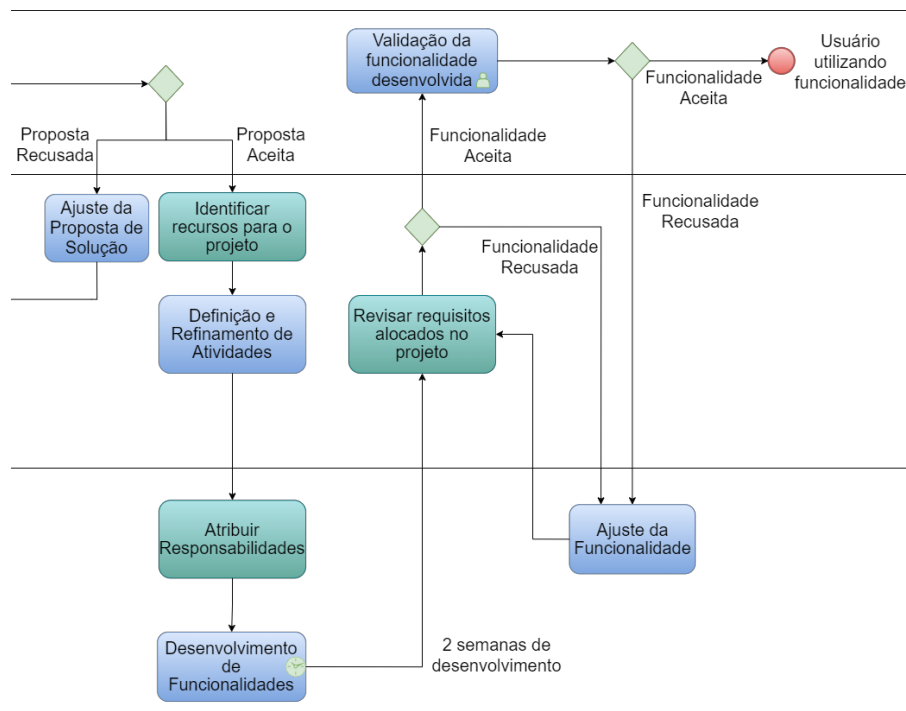 Validação da
funcionalidade
desenvolvida
Usuário
utilizando
funcionalidade
Funcionalidade
Aceita
Proposta
Recusada
Proposta
Aceita
Funcionalidade
Aceita
Ajuste da
Proposta de
Solução
Identificar
recursos para o
projeto
Funcionalidade
Recusada
Funcionalidade
Recusada
Definição e
Refinamento de
Atividades
Revisar requisitos
alocados no
projeto
Atribuir
Responsabilidades
Ajuste da
Funcionalidade
Desenvolvimento
de
Funcionalidades
2 semanas de
desenvolvimento